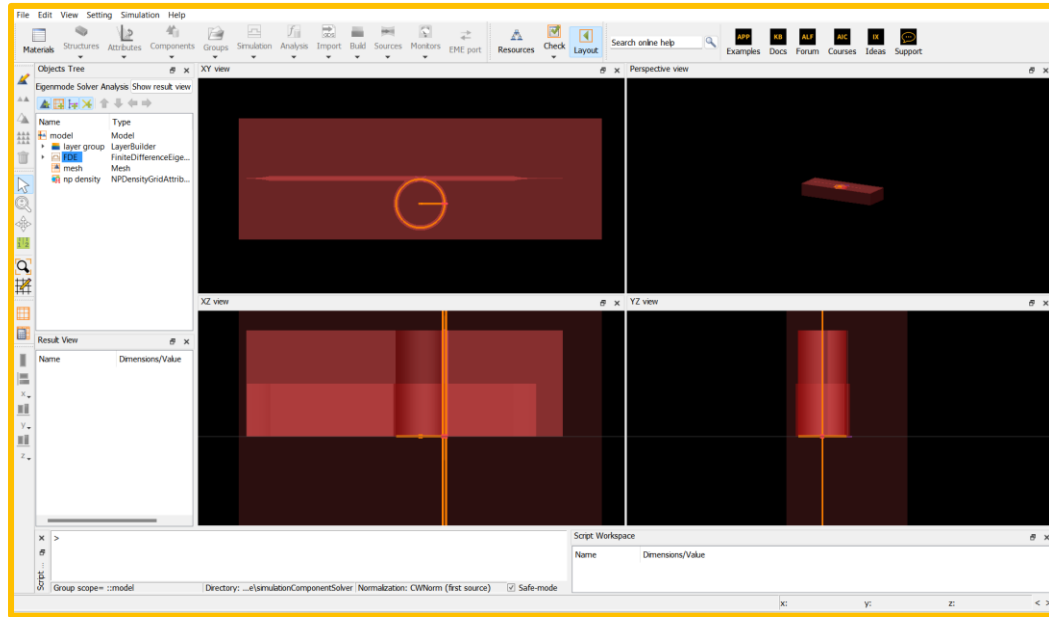 File Edit View Setting Simulation Help
Materials Structures Attributes Components Groups Simulation Analysis Import Build Sources Monitors EME port Resources Check Layout Search online help APP Examples KB Docs ALF Forum AIC Courses IX Ideas Support
Objects Tree
Eigenmode Solver Analysis Show result view
Name Type
model Model
layer group LayerBuilder
FDE FiniteDifferenceEige...
mesh Mesh
np density NPDensityGridAttrib...
Result View
Name Dimensions/Value
x
y
z
XY view
Perspective view
XZ view
YZ view
>
Script ...
Group scope= ::model Directory: ...e\simulationComponentSolver Normalization: CWNorm (first source) Safe-mode
Script Workspace
Name Dimensions/Value
x: y: z: